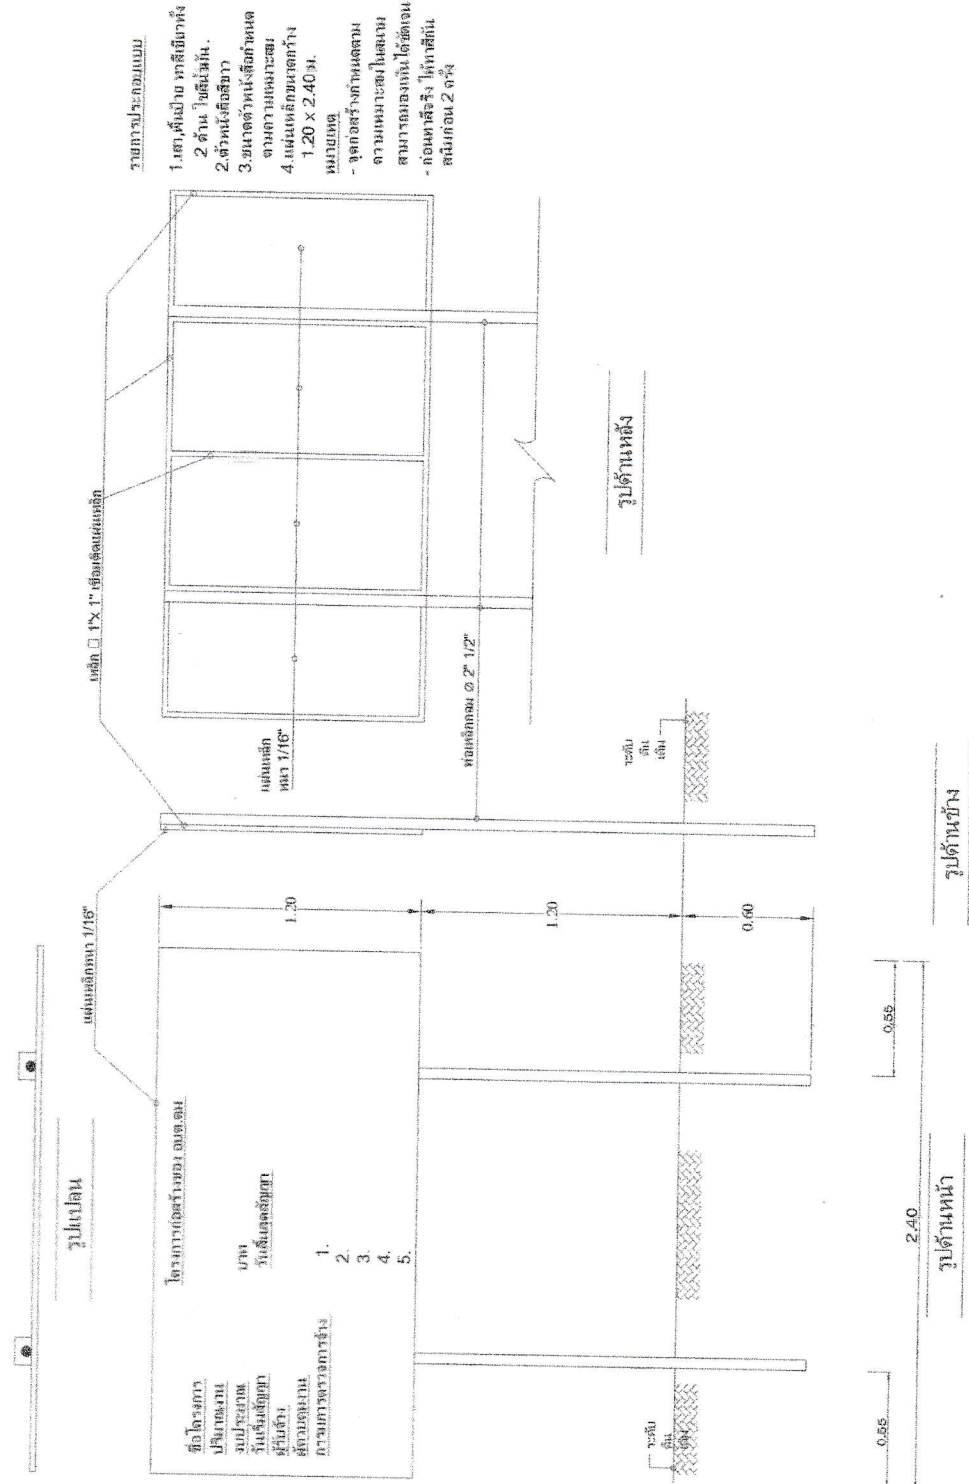 รูปแปลน
แผ่นเหล็กหนา 1/16"
เหล็ก □ 1"x 1" เชื่อมติดแผ่นเหล็ก
รายการประกอบแบบ
1.เสา,พื้นป้าย ทาสีเขียวทั้ง
2 ด้าน ใช้สีน้ำมัน.
2.ตัวหนังสือสีขาว
3.ขนาดตัวหนังสือกำหนด
ตามความเหมาะสม
4.แผ่นเหล็กขนาดกว้าง
1.20 x 2.40 ม.
หมายเหตุ
- จุดก่อสร้างกำหนดตาม
ความเหมาะสมในสนาม
สามารถมองเห็นได้ชัดเจน
- ก่อนทาสีจริง ให้ทาสีกัน
สนิมก่อน 2 ครั้ง
โครงการก่อสร้างของ อบต.ตม
ชื่อโครงการ
ปริมาณงาน
งบประมาณ
บาท
วันเริ่มสัญญา
วันสิ้นสุดสัญญา
ผู้รับจ้าง
ผู้ควบคุมงาน
กรรมการตรวจการจ้าง
1.
2.
3.
4.
5.
1.20
1.20
0.60
แผ่นเหล็ก
หนา 1/16"
ท่อเหล็กกลม ø 2" 1/2"
ระดับ
ดิน
เดิม
ระดับ
ดิน
เดิม
0.55
0.55
2.40
รูปด้านหน้า
รูปด้านข้าง
รูปด้านหลัง